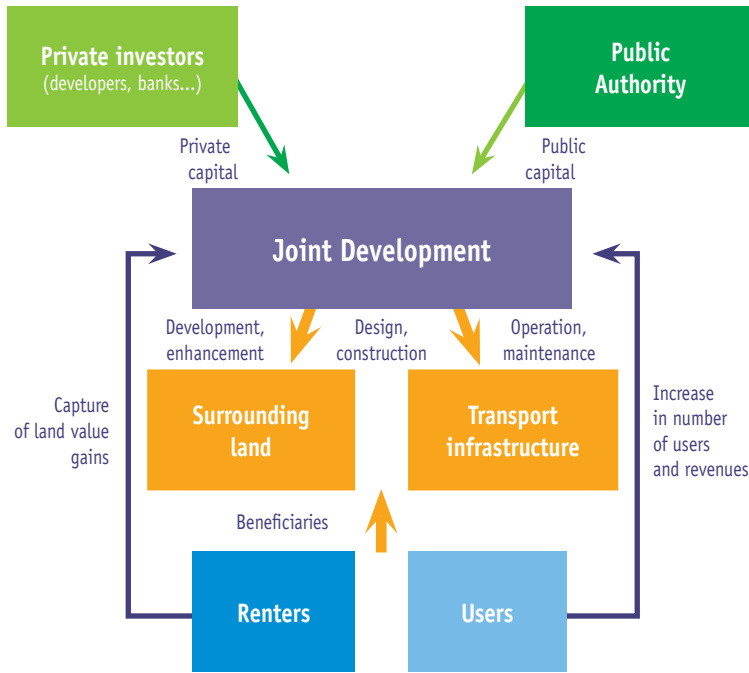 Private investors
(developers, banks...)
Public
Authority
Private
capital
Public
capital
Joint Development
Development,
enhancement
Design,
construction
Operation,
maintenance
Capture
of land value
gains
Surrounding
land
Transport
infrastructure
Increase
in number
of users
and revenues
Beneficiaries
Renters
Users